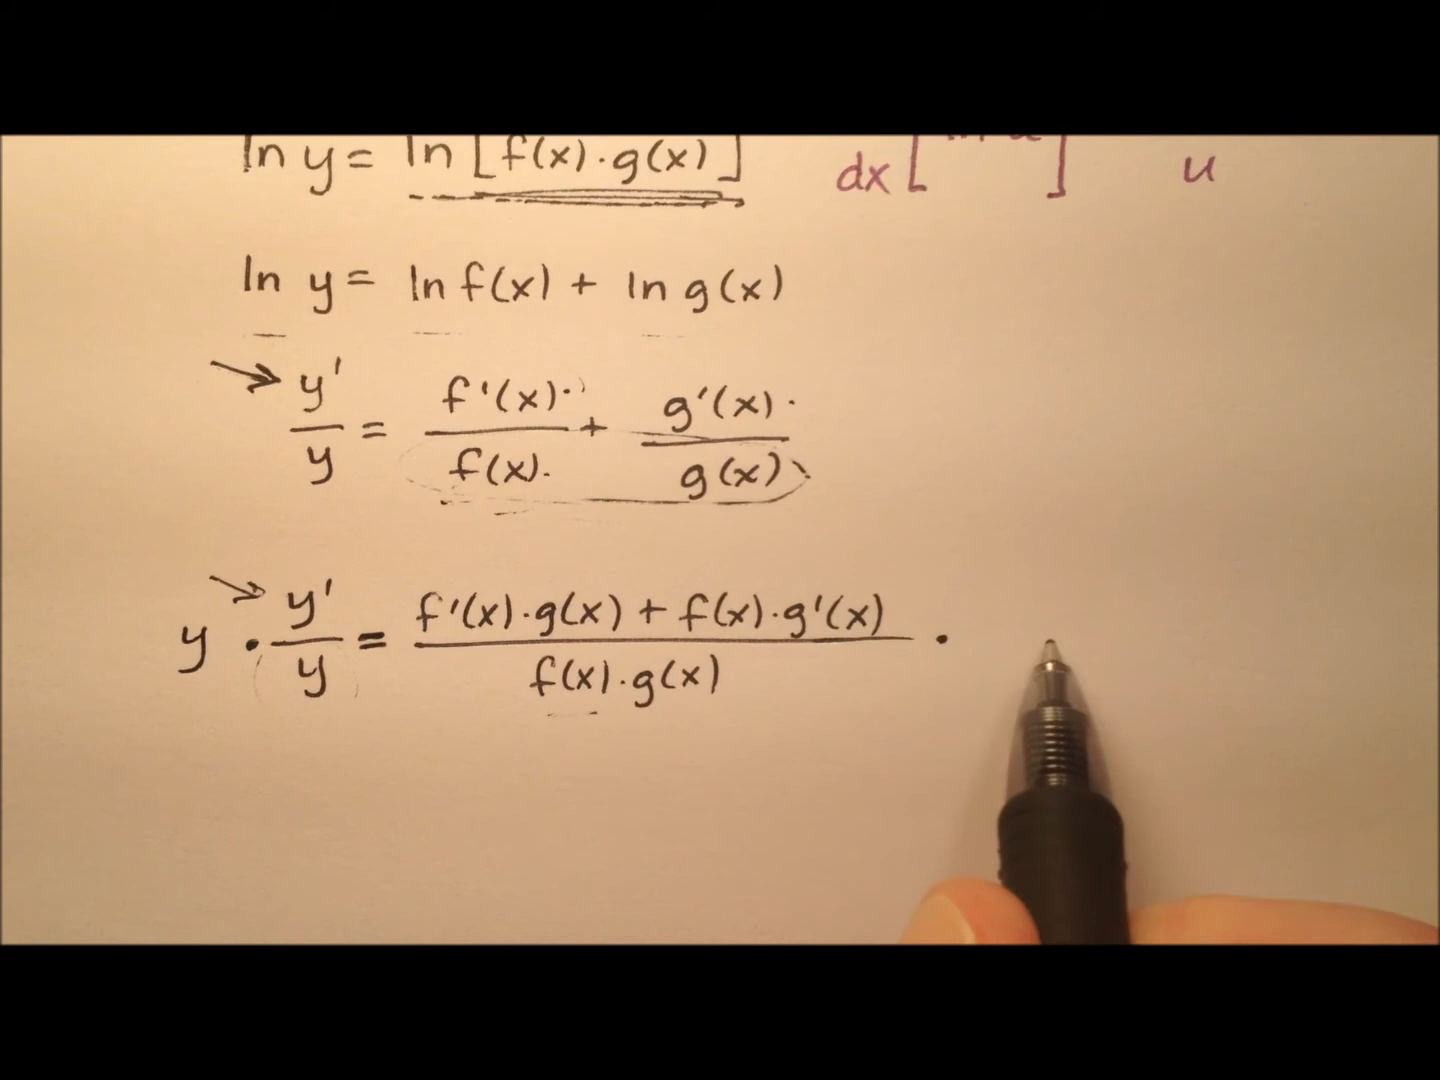 ln y = ln [f(x)·g(x)]
dx [ ] u
ln y = ln f(x) + ln g(x)
y'/y = f'(x)·/f(x). + g'(x)·/g(x)
y · y'/y = f'(x)·g(x) + f(x)·g'(x)/f(x)·g(x) ·